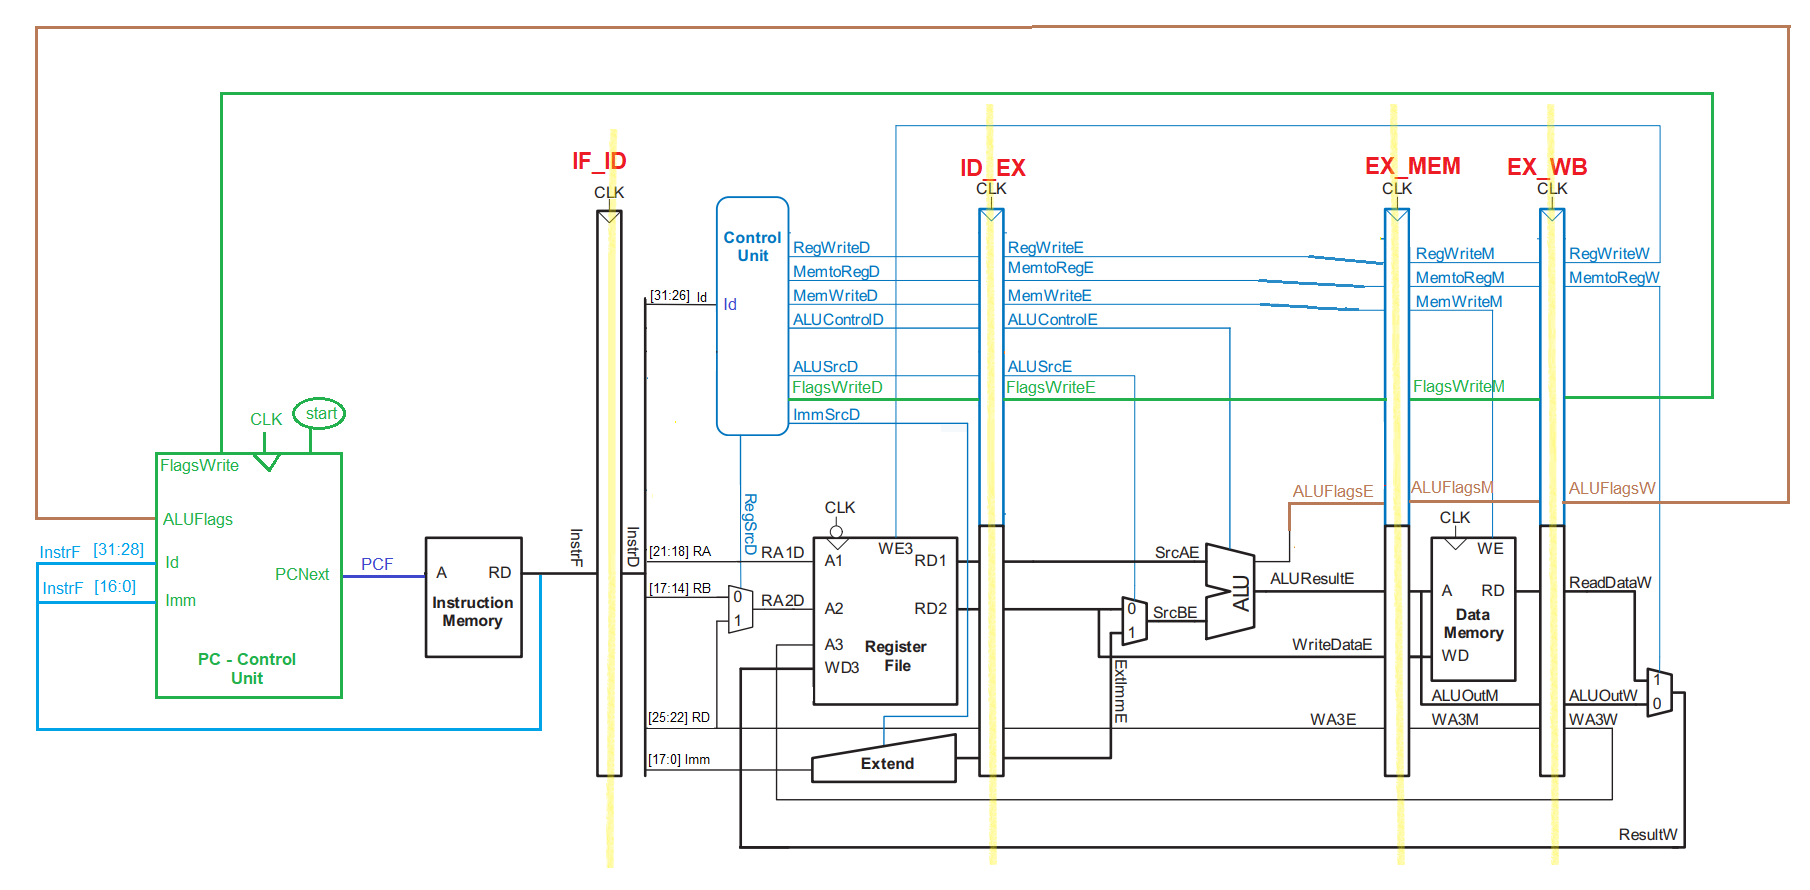 IF_ID
CLK
ID_EX
CLK
EX_MEM
CLK
EX_WB
CLK
Control
Unit
Id
[31:26] Id
RegWriteD
MemtoRegD
MemWriteD
ALUControlD
ALUSrcD
FlagsWriteD
ImmSrcD
RegWriteE
MemtoRegE
MemWriteE
ALUControlE
ALUSrcE
FlagsWriteE
RegWriteM
MemtoRegM
MemWriteM
FlagsWriteM
RegWriteW
MemtoRegW
CLK
start
FlagsWrite
ALUFlags
Id
Imm
PCNext
PC - Control
Unit
InstrF [31:28]
InstrF [16:0]
PCF
A
RD
Instruction
Memory
InstrF
InstrD
RegSrcD
[21:18] RA
RA1D
[17:14] RB
0
1
RA2D
[25:22] RD
[17:0] Imm
CLK
WE3
A1
RD1
A2
RD2
A3
WD3
Register
File
Extend
0
1
SrcAE
SrcBE
ALU
ExtImmE
ALUResultE
WriteDataE
WA3E
ALUFlagsE
ALUFlagsM
ALUFlagsW
CLK
WE
A
RD
Data
Memory
WD
ALUOutM
WA3M
ReadDataW
ALUOutW
WA3W
1
0
ResultW